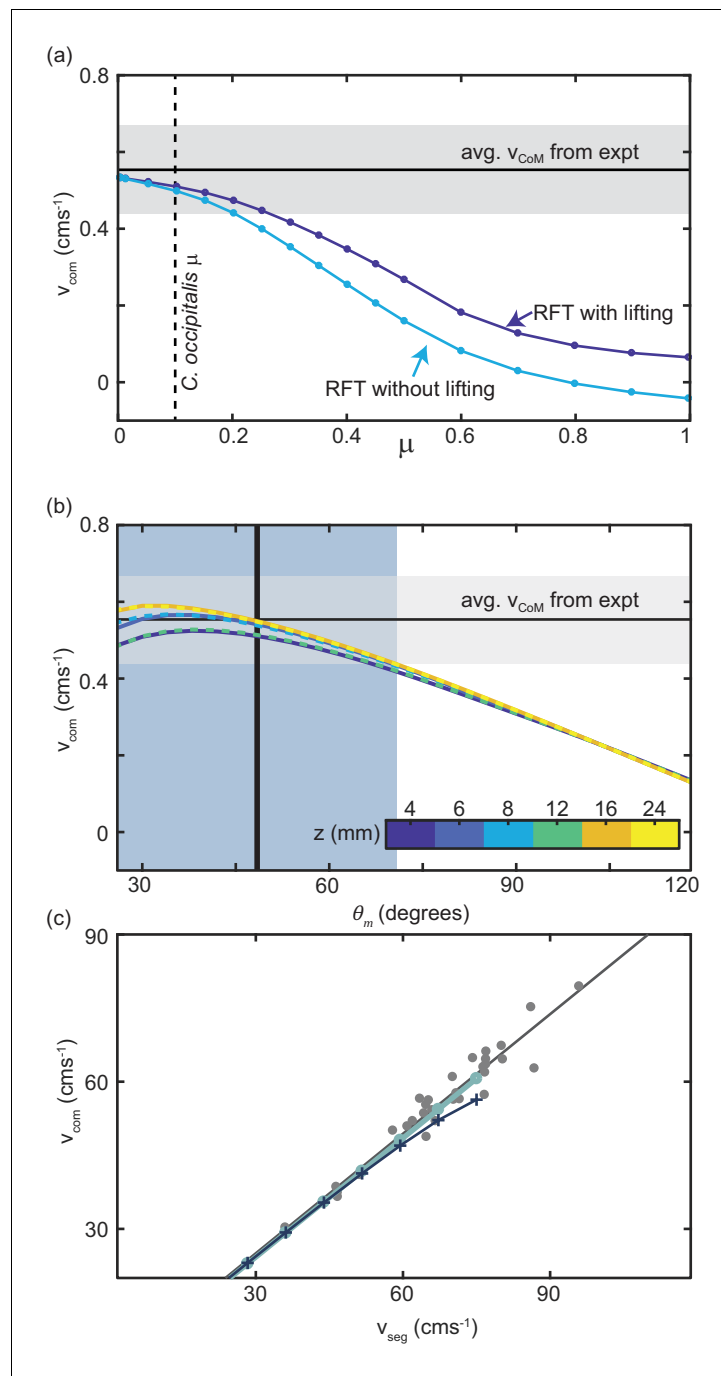 (a)
0.8
avg. vCoM from expt
0.4
vcom (cms-1)
C. occipitalis μ
RFT with lifting
RFT without lifting
0
0 0.2 0.4 0.6 0.8 1
μ
(b)
0.8
avg. vCoM from expt
0.4
vcom (cms-1)
4 6 8 12 16 24
z (mm)
0
30 60 90 120
θm (degrees)
(c)
90
60
vcom (cms-1)
30
30 60 90
vseg (cms-1)